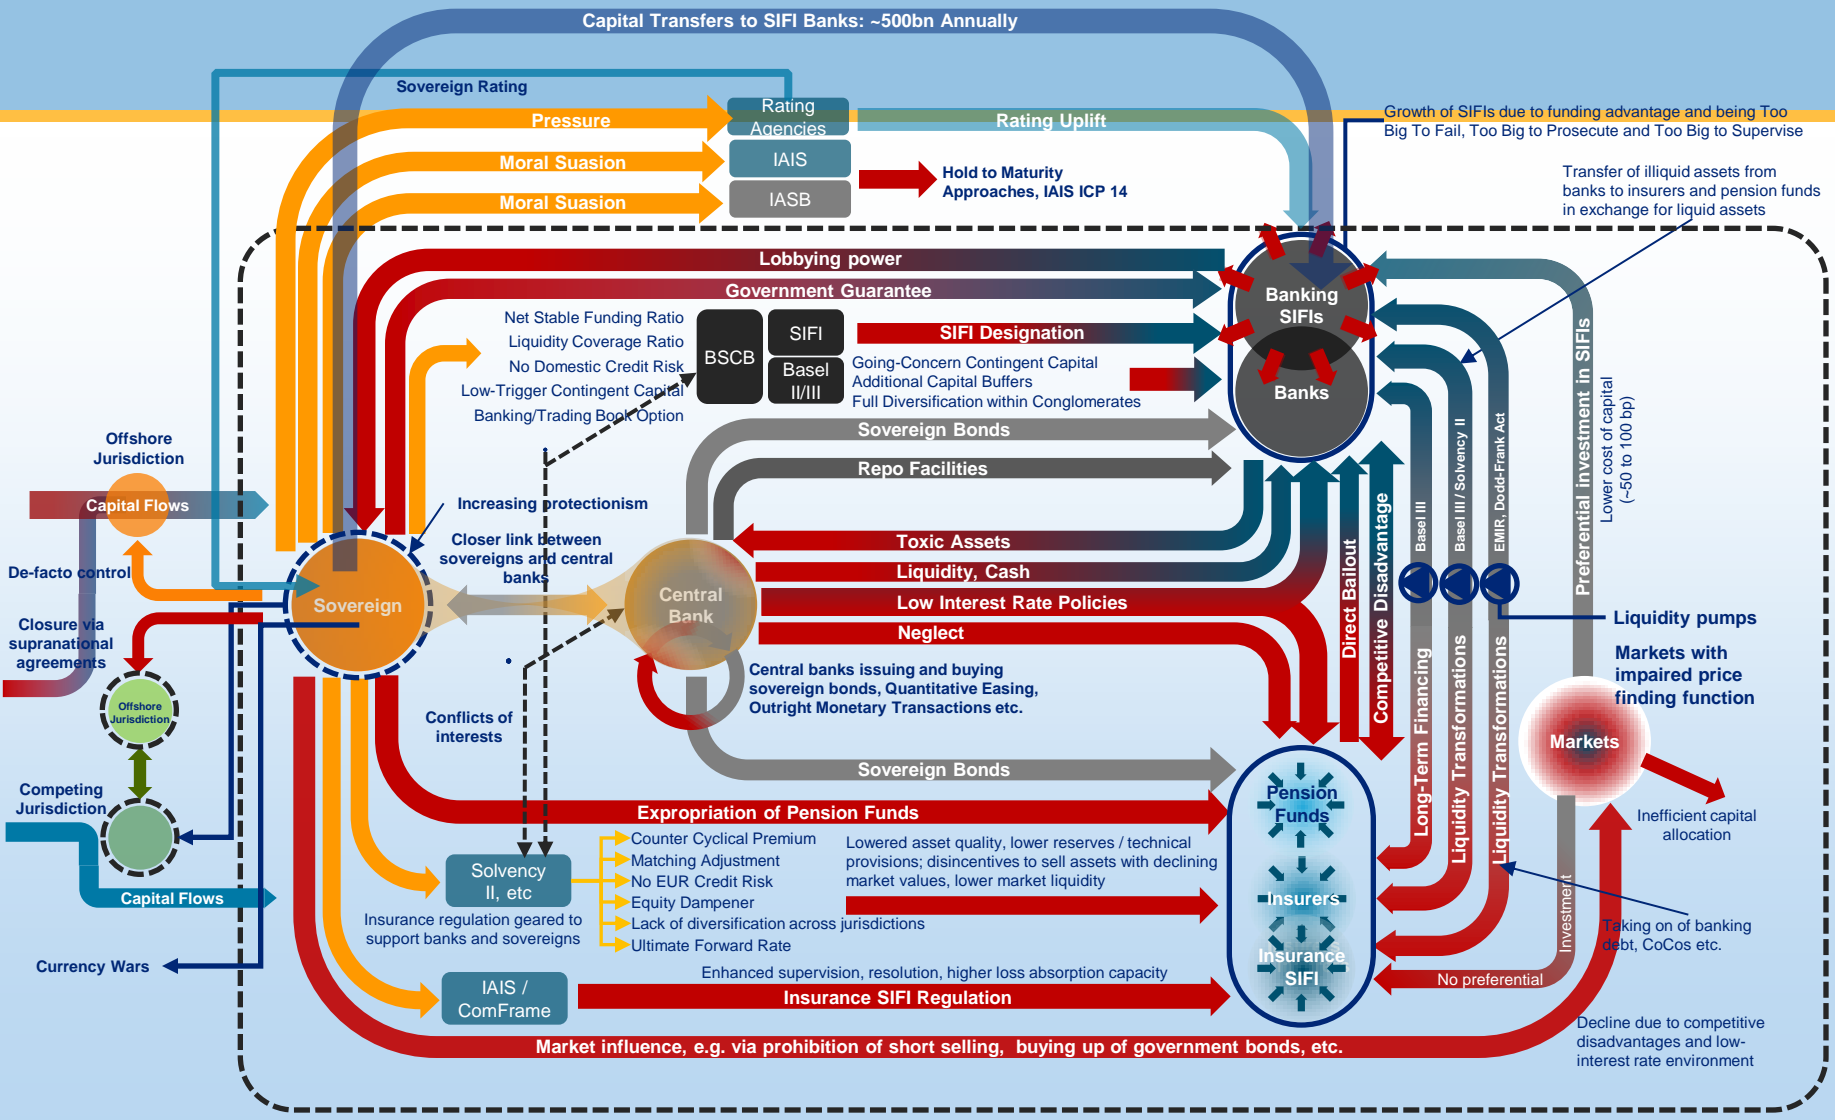 Capital Transfers to SIFI Banks: ~500bn Annually
Sovereign Rating
Pressure
Rating
Agencies
Rating Uplift
Growth of SIFIs due to funding advantage and being Too
Big To Fail, Too Big to Prosecute and Too Big to Supervise
Moral Suasion
IAIS
Hold to Maturity
Approaches, IAIS ICP 14
Moral Suasion
IASB
Transfer of illiquid assets from
banks to insurers and pension funds
in exchange for liquid assets
Lobbying power
Government Guarantee
Net Stable Funding Ratio
Liquidity Coverage Ratio
No Domestic Credit Risk
Low-Trigger Contingent Capital
Banking/Trading Book Option
BSCB
SIFI
Basel
II/III
SIFI Designation
Going-Concern Contingent Capital
Additional Capital Buffers
Full Diversification within Conglomerates
Banking
SIFIs
Banks
Sovereign Bonds
Repo Facilities
Offshore
Jurisdiction
Capital Flows
De-facto control
Closure via
supranational
agreements
Offshore
Jurisdiction
Competing
Jurisdiction
Capital Flows
Currency Wars
Increasing protectionism
Closer link between
sovereigns and central
banks
Sovereign
Central
Bank
Toxic Assets
Liquidity, Cash
Low Interest Rate Policies
Neglect
Central banks issuing and buying
sovereign bonds, Quantitative Easing,
Outright Monetary Transactions etc.
Conflicts of
interests
Direct Bailout
Competitive Disadvantage
Basel III
Long-Term Financing
Basel III / Solvency II
Liquidity Transformations
EMIR, Dodd-Frank Act
Liquidity Transformations
Preferential investment in SIFIs
Lower cost of capital
(~50 to 100 bp)
Liquidity pumps
Markets with
impaired price
finding function
Markets
Inefficient capital
allocation
Sovereign Bonds
Expropriation of Pension Funds
Pension
Funds
Solvency
II, etc
Insurance regulation geared to
support banks and sovereigns
Counter Cyclical Premium
Matching Adjustment
No EUR Credit Risk
Equity Dampener
Lack of diversification across jurisdictions
Ultimate Forward Rate
Lowered asset quality, lower reserves / technical
provisions; disincentives to sell assets with declining
market values, lower market liquidity
Insurers
Insurance
SIFI
Investment
Taking on of banking
debt, CoCos etc.
No preferential
IAIS /
ComFrame
Enhanced supervision, resolution, higher loss absorption capacity
Insurance SIFI Regulation
Market influence, e.g. via prohibition of short selling, buying up of government bonds, etc.
Decline due to competitive
disadvantages and low-
interest rate environment